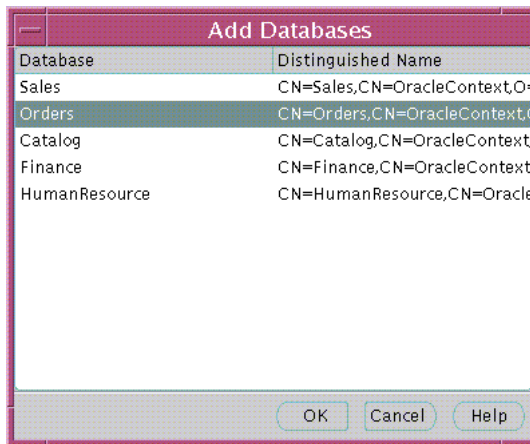 Add Databases
Database Distinguished Name
Sales CN=Sales,CN=OracleContext,O=
Orders CN=Orders,CN=OracleContext,
Catalog CN=Catalog,CN=OracleContext,
Finance CN=Finance,CN=OracleContext
HumanResource CN=HumanResource,CN=Oracle
OK Cancel Help